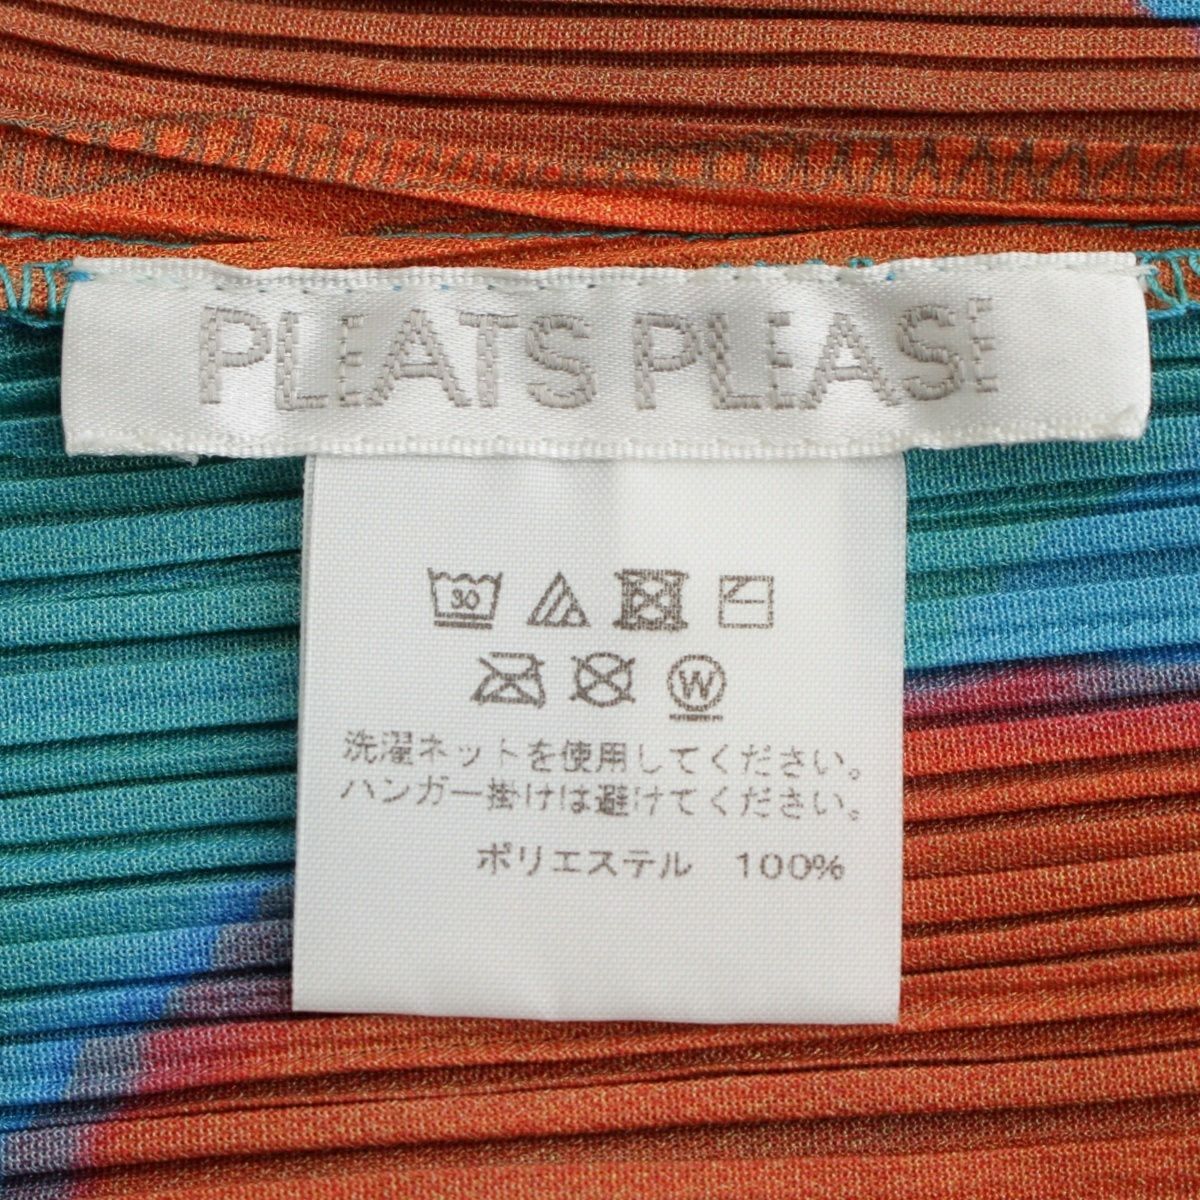 PLEATS PLEASE
30
W
洗濯ネットを使用してください。
ハンガー掛けは避けてください。
ポリエステル 100%